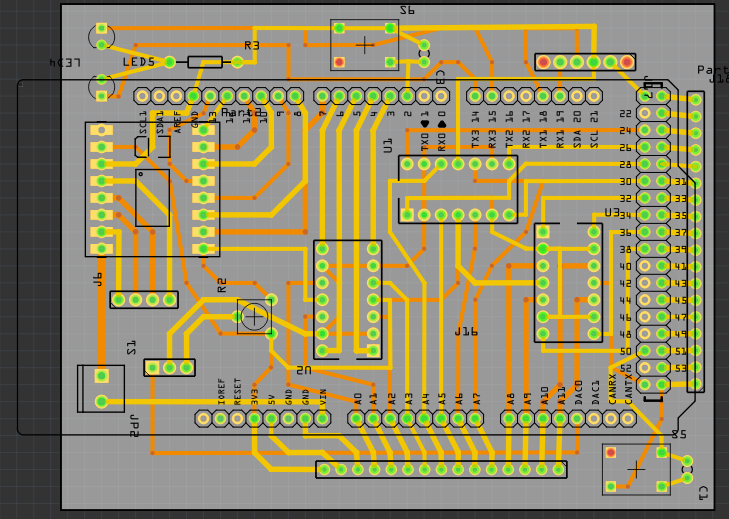 S6
R3
LED5
Part
C3
SCL1
SDA1
AREF
GND
13
10
9
8
7
6
5
4
3
2
1
0
TX0
RX0
TX3 14
RX3 15
TX2 16
RX2 17
TX1 18
RX1 19
SDA 20
SCL 21
22
24
26
28
30
31
32
33
34
35
36
37
38
39
40
41
42
43
44
45
46
47
48
49
50
51
52
53
U1
U3
J6
R2
J16
S1
U2
JP2
IOREF
RESET
3V3
5V
GND
GND
VIN
A0
A1
A2
A3
A4
A5
A6
A7
A8
A9
A10
A11
DAC0
DAC1
CANRX
CANTX
C1